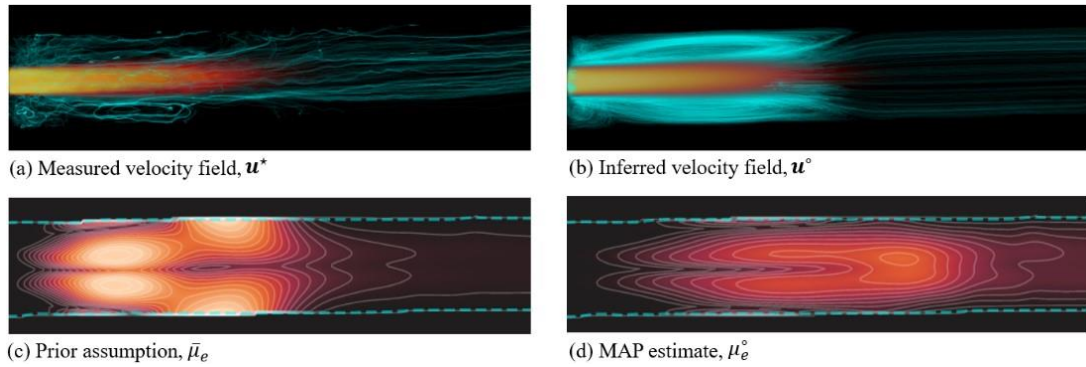 (a) Measured velocity field, 𝒖⋆
(b) Inferred velocity field, 𝒖°
(c) Prior assumption, μ̄ₑ
(d) MAP estimate, μₑ°